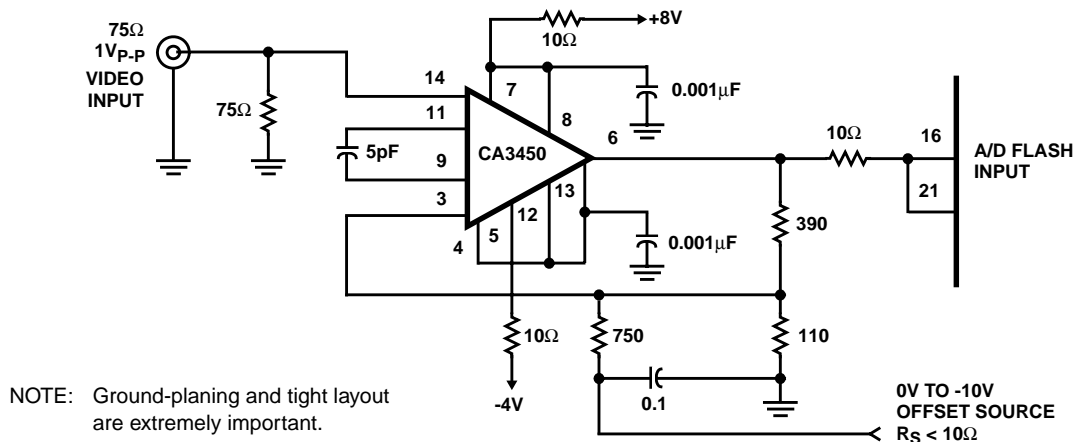 75Ω
1VP-P
VIDEO
INPUT
75Ω
14
11
5pF
9
3
4
5
12
13
CA3450
7
8
6
10Ω
+8V
0.001μF
0.001μF
10Ω
16
21
A/D FLASH
INPUT
390
750
110
10Ω
-4V
0.1
0V TO -10V
OFFSET SOURCE
RS < 10Ω
NOTE: Ground-planing and tight layout
are extremely important.